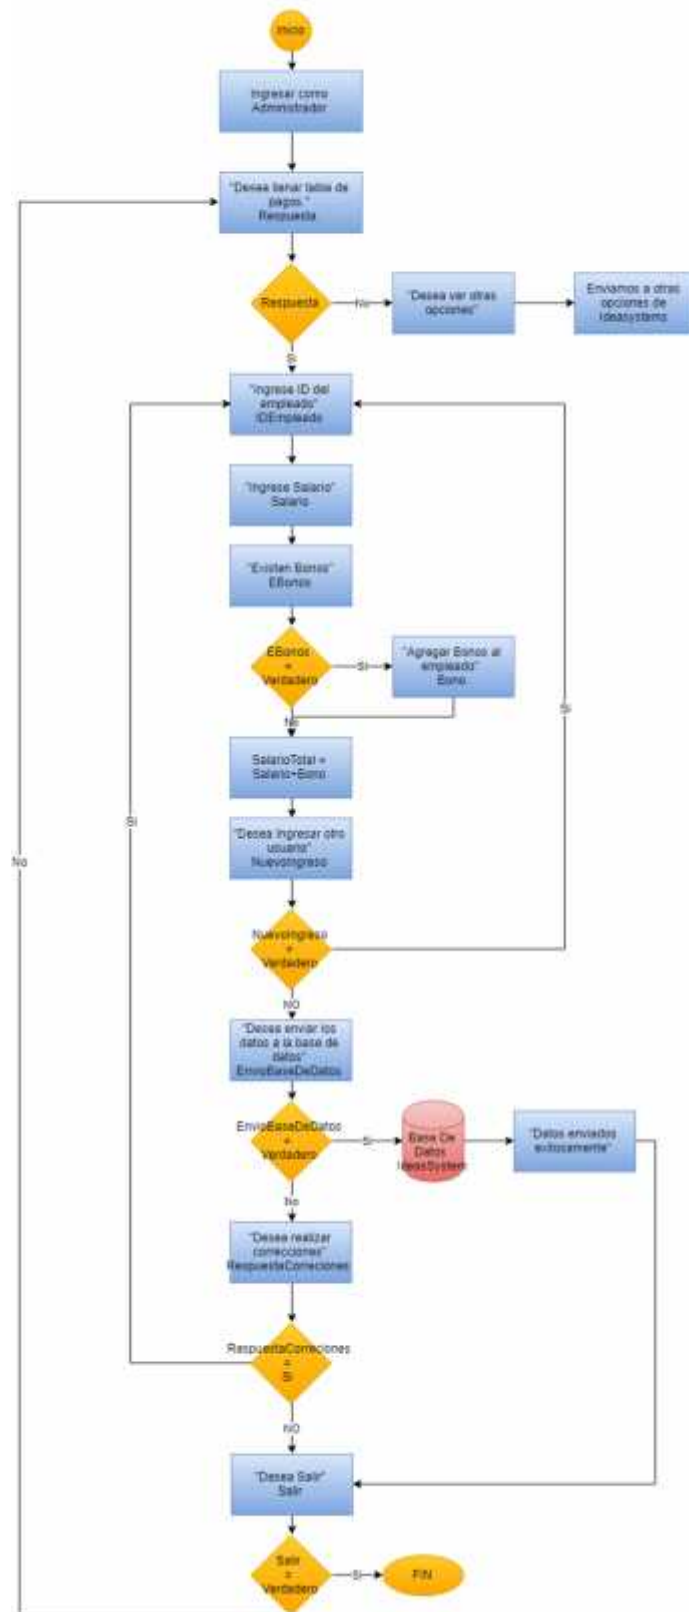 Inicio
Ingresar como
Administrador
"Desea llenar tabla de
pagos "
Respuesta
Respuesta
No
"Desea ver otras
opciones"
Enviamos a otras
opciones de
Ideasystems
Si
"Ingrese ID del
empleado"
IDEmpleado
"Ingrese Salario"
Salario
"Existen Bonos"
EBonos
EBonos
=
Verdadero
Si
"Agregar Bonos al
empleado"
Bono
No
SalarioTotal =
Salario+Bono
"Desea Ingresar otro
usuario"
NuevoIngreso
NuevoIngreso
=
Verdadero
Si
NO
"Desea enviar los
datos a la base de
datos"
EnvioBaseDeDatos
EnvioBaseDeDatos
=
Verdadero
Si
Base De
Datos
IdeasSystem
"Datos enviados
exitosamente"
No
"Desea realizar
correcciones"
RespuestaCorreciones
RespuestaCorreciones
=
Si
Si
NO
"Desea Salir"
Salir
Salir
=
Verdadero
Si
FIN
No